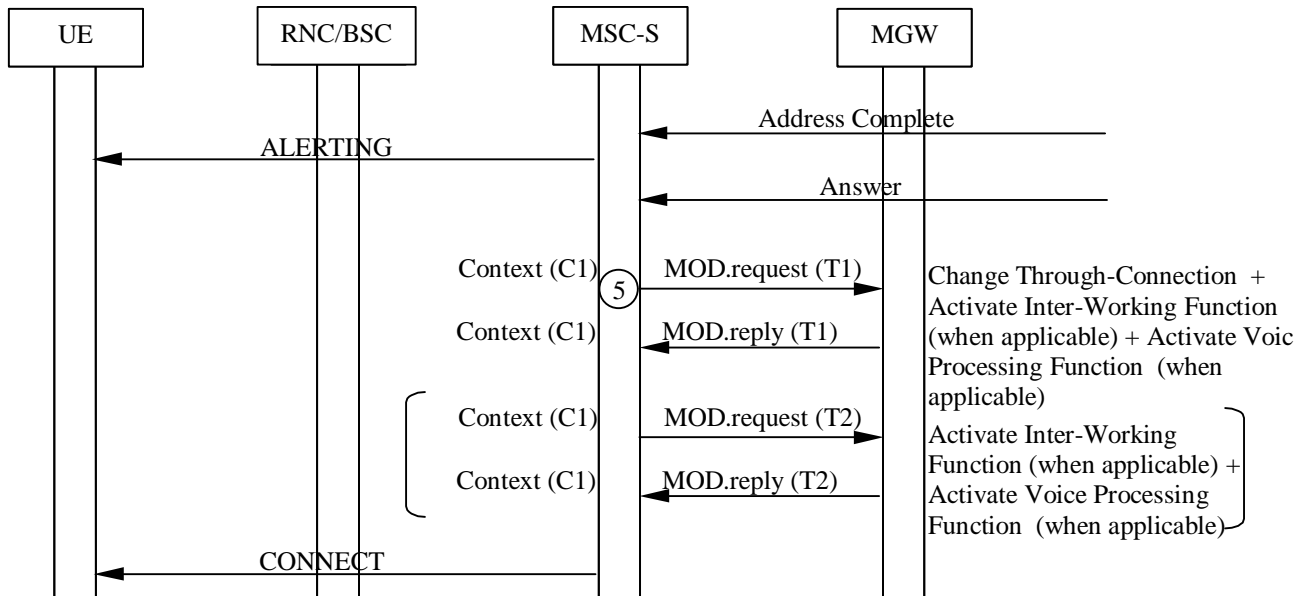 UE
RNC/BSC
MSC-S
MGW
Address Complete
ALERTING
Answer
Context (C1)
5
MOD.request (T1)
Change Through-Connection +
Activate Inter-Working Function
(when applicable) + Activate Voic
Processing Function (when
applicable)
Context (C1)
MOD.reply (T1)
Context (C1)
MOD.request (T2)
Activate Inter-Working
Function (when applicable) +
Activate Voice Processing
Function (when applicable)
Context (C1)
MOD.reply (T2)
CONNECT